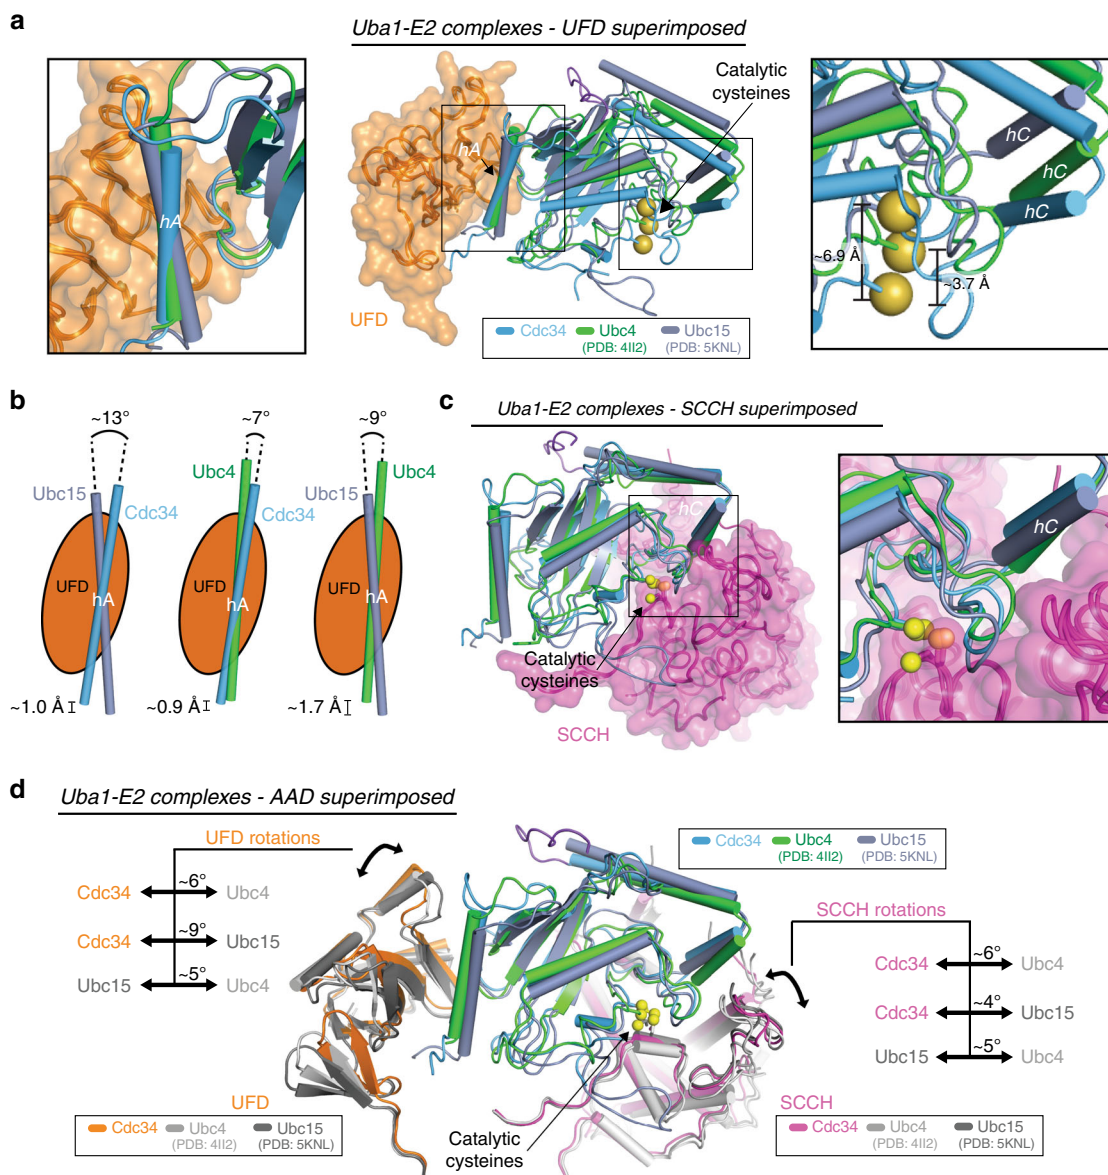 a
Uba1-E2 complexes - UFD superimposed
hA
hA
Catalytic
cysteines
UFD
Cdc34 Ubc4 Ubc15
(PDB: 4II2) (PDB: 5KNL)
hC
hC
hC
~6.9 Å
~3.7 Å
b
~13°
Ubc15
Cdc34
UFD
hA
~1.0 Å
~7°
Ubc4
Cdc34
UFD
hA
~0.9 Å
~9°
Ubc4
Ubc15
UFD
hA
~1.7 Å
c
Uba1-E2 complexes - SCCH superimposed
hC
Catalytic
cysteines
SCCH
hC
d
Uba1-E2 complexes - AAD superimposed
UFD rotations
Cdc34 ~6° Ubc4
Cdc34 ~9° Ubc15
Ubc15 ~5° Ubc4
Cdc34 Ubc4 Ubc15
(PDB: 4II2) (PDB: 5KNL)
SCCH rotations
Cdc34 ~6° Ubc4
Cdc34 ~4° Ubc15
Ubc15 ~5° Ubc4
UFD
Cdc34 Ubc4 Ubc15
(PDB: 4II2) (PDB: 5KNL)
Catalytic
cysteines
SCCH
Cdc34 Ubc4 Ubc15
(PDB: 4II2) (PDB: 5KNL)